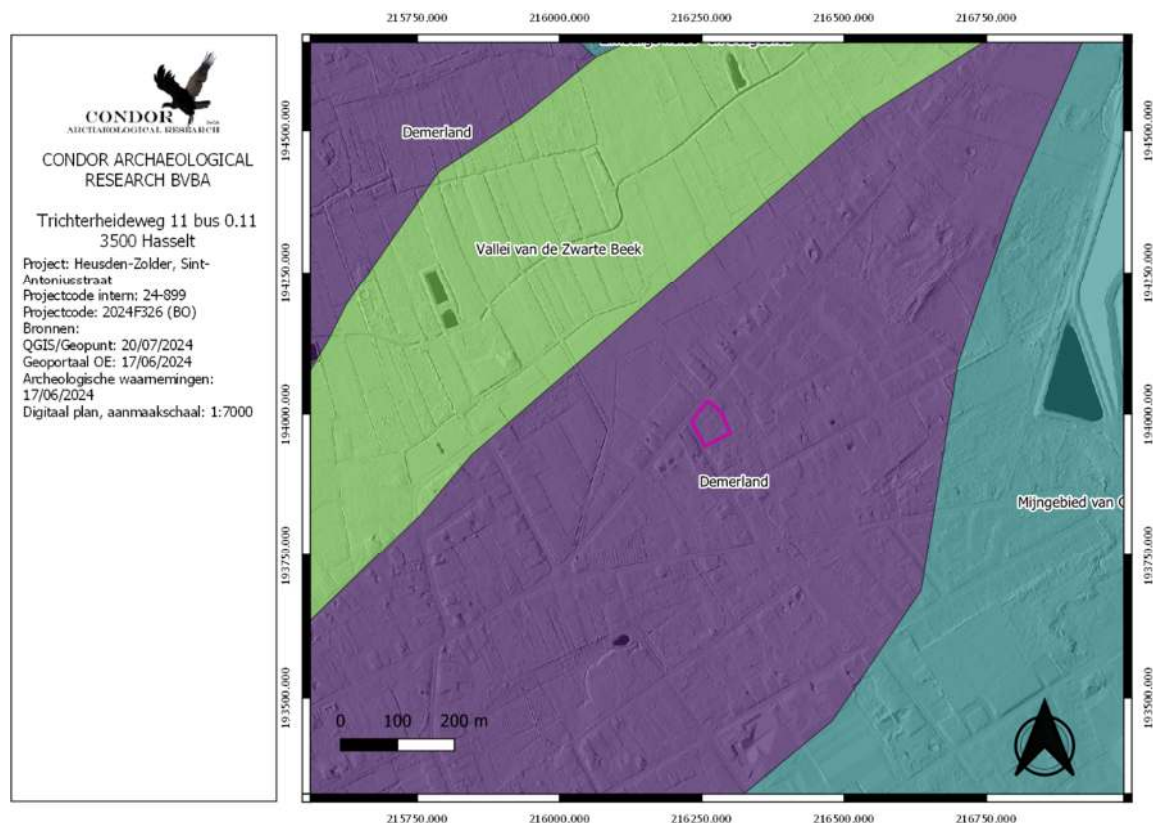 CONDOR
ARCHAEOLOGICAL RESEARCH
CONDOR ARCHAEOLOGICAL
RESEARCH BVBA
Trichterheideweg 11 bus 0.11
3500 Hasselt
Project: Heusden-Zolder, Sint-
Antoniusstraat
Projectcode intern: 24-899
Projectcode: 2024F326 (BO)
Bronnen:
QGIS/Geopunt: 20/07/2024
Geoportaal OE: 17/06/2024
Archeologische waarnemingen:
17/06/2024
Digitaal plan, aanmaakschaal: 1:7000
215750.000 216000.000 216250.000 216500.000 216750.000
194500.000
194250.000
194000.000
193750.000
193500.000
Demerland
Vallei van de Zwarte Beek
Demerland
Mijngebied van
0 100 200 m
194500.000
194250.000
194000.000
193750.000
193500.000
215750.000 216000.000 216250.000 216500.000 216750.000